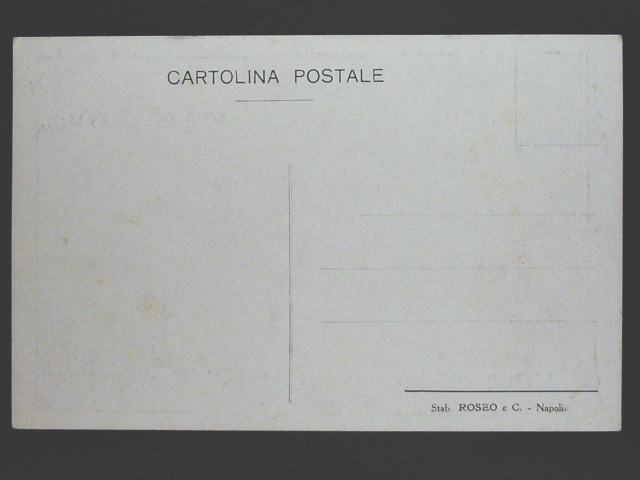 CARTOLINA POSTALE
Stab. ROSEO e C. - Napoli